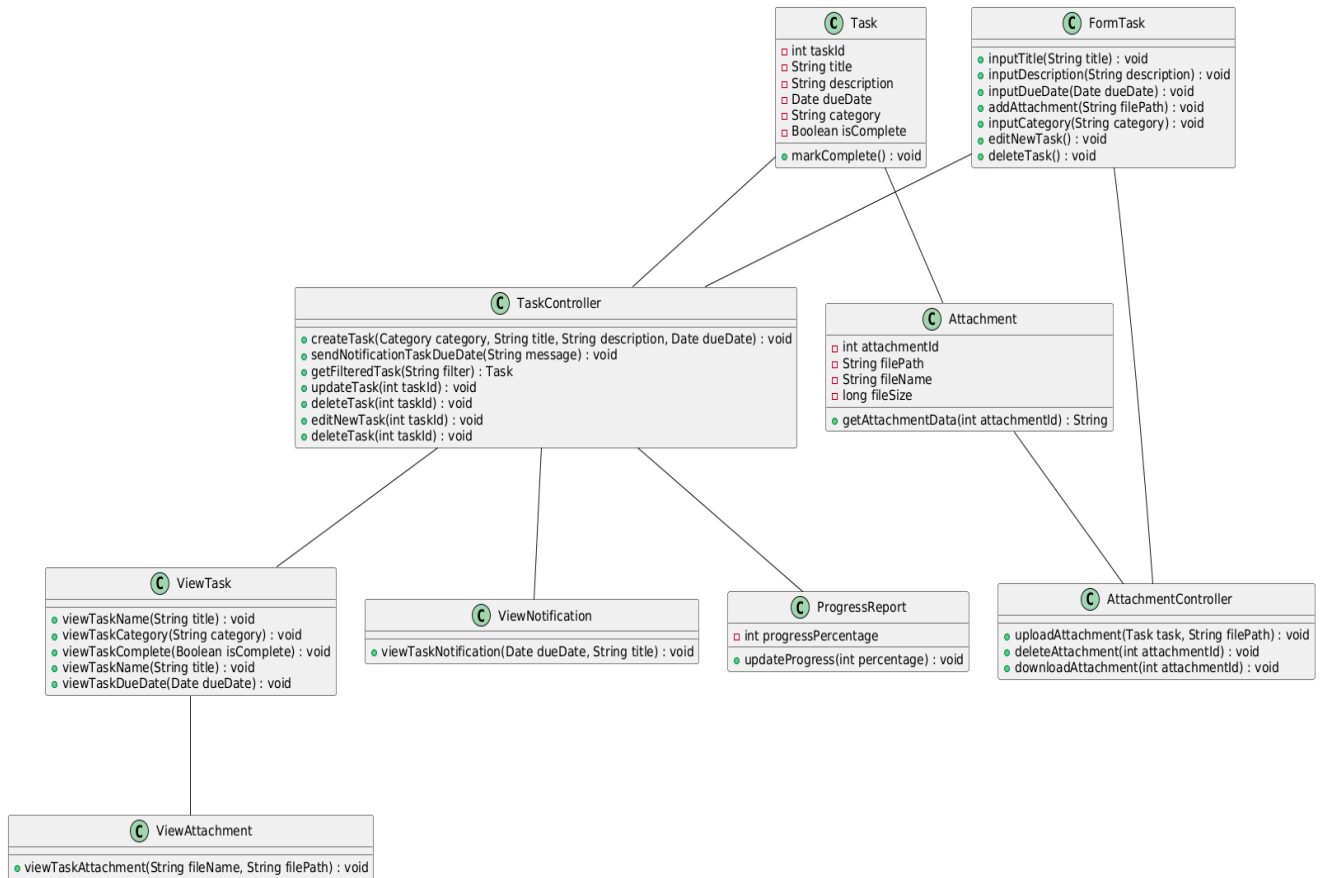 C Task
int taskId
String title
String description
Date dueDate
String category
Boolean isComplete
markComplete() : void
C FormTask
inputTitle(String title) : void
inputDescription(String description) : void
inputDueDate(Date dueDate) : void
addAttachment(String filePath) : void
inputCategory(String category) : void
editNewTask() : void
deleteTask() : void
C TaskController
createTask(Category category, String title, String description, Date dueDate) : void
sendNotificationTaskDueDate(String message) : void
getFilteredTask(String filter) : Task
updateTask(int taskId) : void
deleteTask(int taskId) : void
editNewTask(int taskId) : void
deleteTask(int taskId) : void
C Attachment
int attachmentId
String filePath
String fileName
long fileSize
getAttachmentData(int attachmentId) : String
C ViewTask
viewTaskName(String title) : void
viewTaskCategory(String category) : void
viewTaskComplete(Boolean isComplete) : void
viewTaskName(String title) : void
viewTaskDueDate(Date dueDate) : void
C ViewNotification
viewTaskNotification(Date dueDate, String title) : void
C ProgressReport
int progressPercentage
updateProgress(int percentage) : void
C AttachmentController
uploadAttachment(Task task, String filePath) : void
deleteAttachment(int attachmentId) : void
downloadAttachment(int attachmentId) : void
C ViewAttachment
viewTaskAttachment(String fileName, String filePath) : void